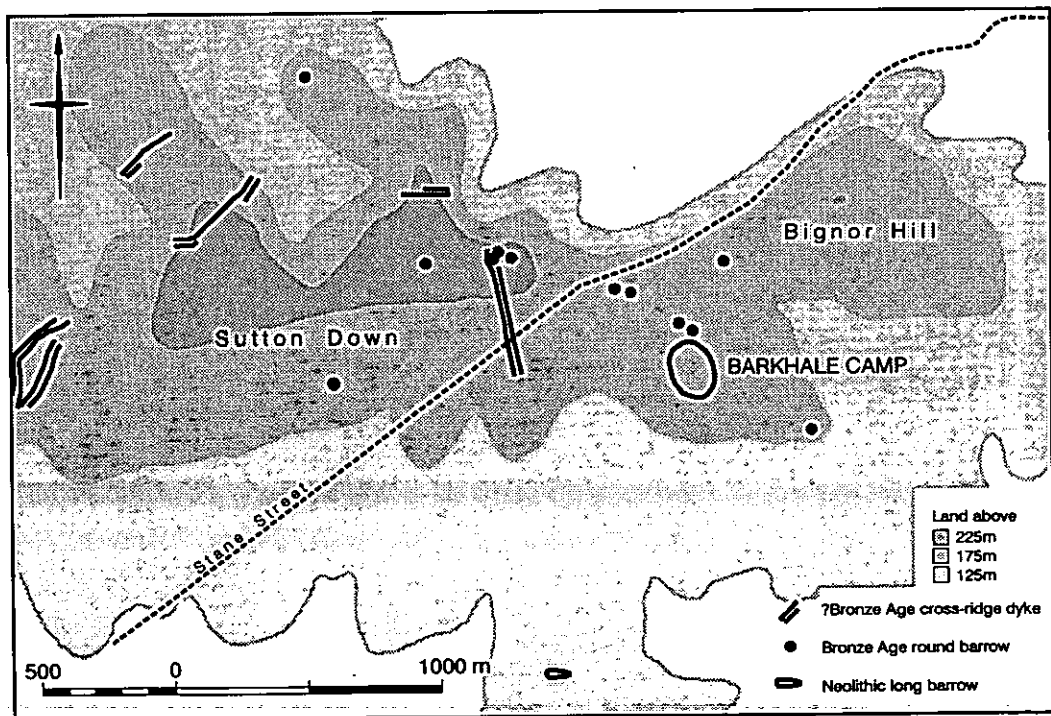 Bignor Hill
Sutton Down
BARKHALE CAMP
Stane Street
Land above
225m
175m
125m
?Bronze Age cross-ridge dyke
Bronze Age round barrow
Neolithic long barrow
500 0 1000 m